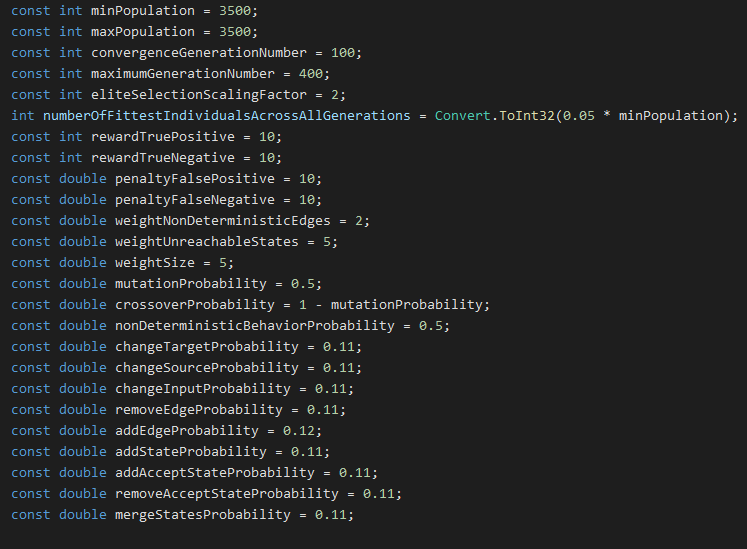 const int minPopulation = 3500;
const int maxPopulation = 3500;
const int convergenceGenerationNumber = 100;
const int maximumGenerationNumber = 400;
const int eliteSelectionScalingFactor = 2;
int numberOfFittestIndividualsAcrossAllGenerations = Convert.ToInt32(0.05 * minPopulation);
const int rewardTruePositive = 10;
const int rewardTrueNegative = 10;
const double penaltyFalsePositive = 10;
const double penaltyFalseNegative = 10;
const double weightNonDeterministicEdges = 2;
const double weightUnreachableStates = 5;
const double weightSize = 5;
const double mutationProbability = 0.5;
const double crossoverProbability = 1 - mutationProbability;
const double nonDeterministicBehaviorProbability = 0.5;
const double changeTargetProbability = 0.11;
const double changeSourceProbability = 0.11;
const double changeInputProbability = 0.11;
const double removeEdgeProbability = 0.11;
const double addEdgeProbability = 0.12;
const double addStateProbability = 0.11;
const double addAcceptStateProbability = 0.11;
const double removeAcceptStateProbability = 0.11;
const double mergeStatesProbability = 0.11;